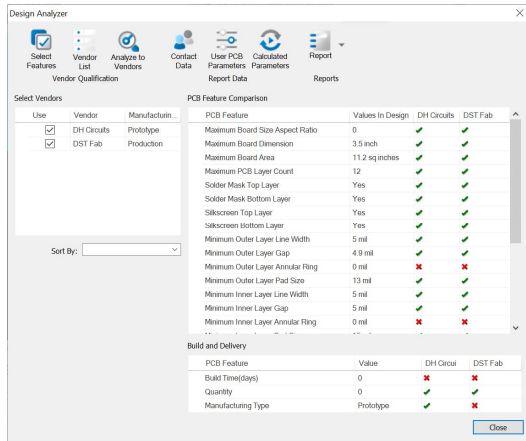 Design Analyzer
Select Features
Vendor List
Analyze to Vendors
Contact Data
User PCB Parameters
Calculated Parameters
Report
Vendor Qualification
Report Data
Reports
Select Vendors
Use Vendor Manufacturin...
DH Circuits Prototype
DST Fab Production
Sort By:
PCB Feature Comparison
PCB Feature Values In Design DH Circuits DST Fab
Maximum Board Size Aspect Ratio 0
Maximum Board Dimension 3.5 inch
Maximum Board Area 11.2 sq inches
Maximum PCB Layer Count 12
Solder Mask Top Layer Yes
Solder Mask Bottom Layer Yes
Silkscreen Top Layer Yes
Silkscreen Bottom Layer Yes
Minimum Outer Layer Line Width 5 mil
Minimum Outer Layer Gap 4.9 mil
Minimum Outer Layer Annular Ring 0 mil
Minimum Outer Layer Pad Size 13 mil
Minimum Inner Layer Line Width 5 mil
Minimum Inner Layer Gap 5 mil
Minimum Inner Layer Annular Ring 0 mil
Build and Delivery
PCB Feature Value DH Circui DST Fab
Build Time(days) 0
Quantity 0
Manufacturing Type Prototype
Close